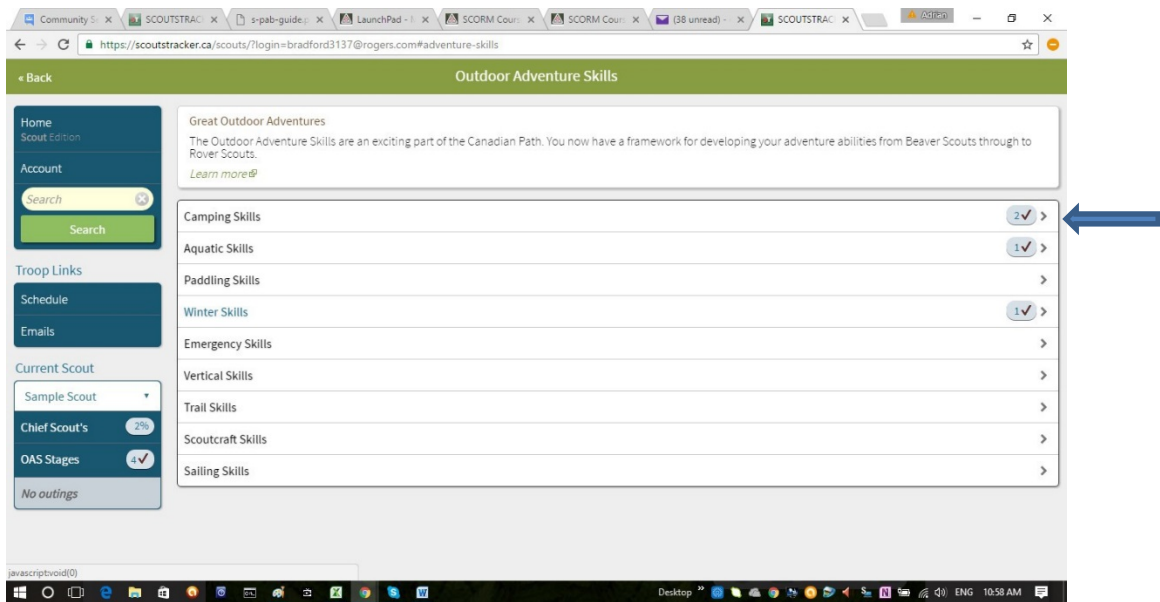 Community S
SCOUTSTRAC
s-pab-guide.p
LaunchPad -
SCORM Cour
SCORM Cour
(38 unread) -
SCOUTSTRAC
Adrian
https://scoutstracker.ca/scouts/?login=bradford3137@rogers.com#adventure-skills
« Back
Outdoor Adventure Skills
Home
Scout Edition
Account
Search
Search
Troop Links
Schedule
Emails
Current Scout
Sample Scout
Chief Scout's 2%
OAS Stages 4✔
No outings
Great Outdoor Adventures
The Outdoor Adventure Skills are an exciting part of the Canadian Path. You now have a framework for developing your adventure abilities from Beaver Scouts through to
Rover Scouts.
Learn more
Camping Skills 2✔
Aquatic Skills 1✔
Paddling Skills
Winter Skills 1✔
Emergency Skills
Vertical Skills
Trail Skills
Scoutcraft Skills
Sailing Skills
javascript:void(0)
Desktop » ENG 10:58 AM